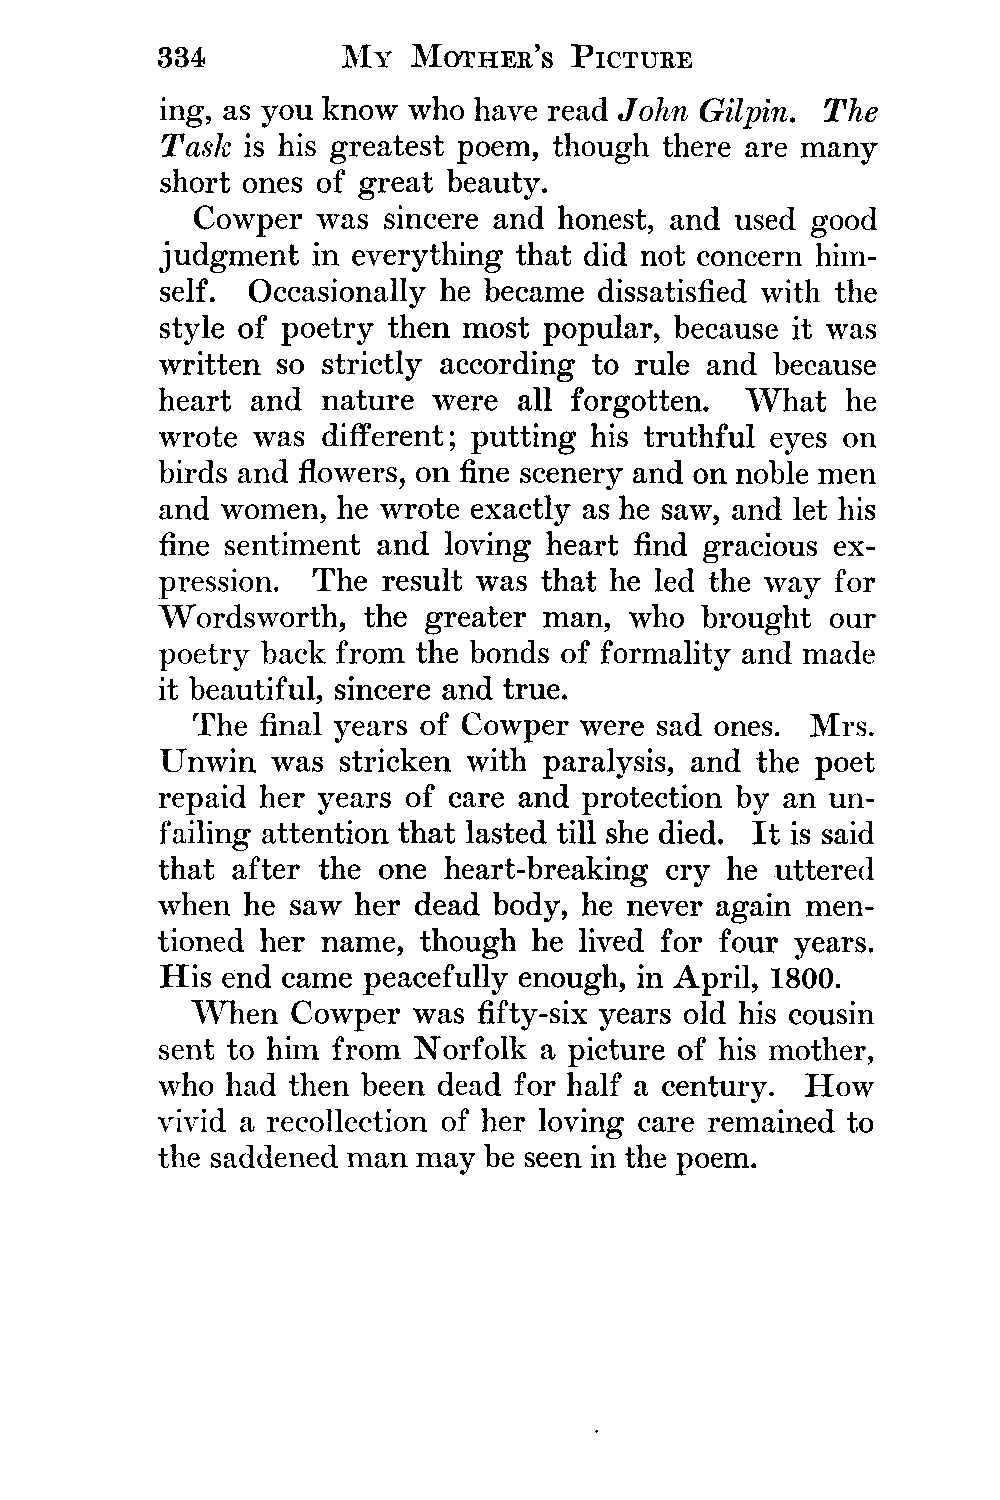 334 My Mother's Picture
ing, as you know who have read John Gilpin. The
Task is his greatest poem, though there are many
short ones of great beauty.
Cowper was sincere and honest, and used good
judgment in everything that did not concern him-
self. Occasionally he became dissatisfied with the
style of poetry then most popular, because it was
written so strictly according to rule and because
heart and nature were all forgotten. What he
wrote was different; putting his truthful eyes on
birds and flowers, on fine scenery and on noble men
and women, he wrote exactly as he saw, and let his
fine sentiment and loving heart find gracious ex-
pression. The result was that he led the way for
Wordsworth, the greater man, who brought our
poetry back from the bonds of formality and made
it beautiful, sincere and true.
The final years of Cowper were sad ones. Mrs.
Unwin was stricken with paralysis, and the poet
repaid her years of care and protection by an un-
failing attention that lasted till she died. It is said
that after the one heart-breaking cry he uttered
when he saw her dead body, he never again men-
tioned her name, though he lived for four years.
His end came peacefully enough, in April, 1800.
When Cowper was fifty-six years old his cousin
sent to him from Norfolk a picture of his mother,
who had then been dead for half a century. How
vivid a recollection of her loving care remained to
the saddened man may be seen in the poem.